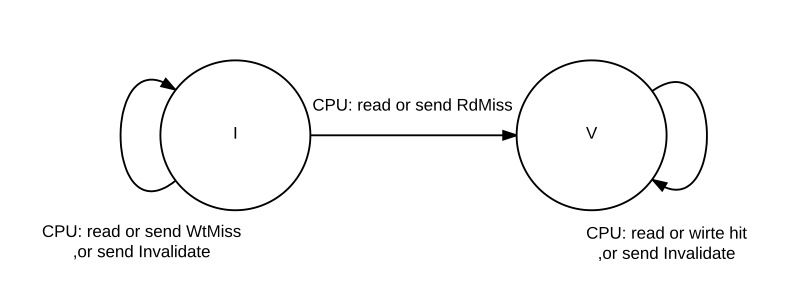 CPU: read or send RdMiss
I
V
CPU: read or send WtMiss
,or send Invalidate
CPU: read or wirte hit
,or send Invalidate